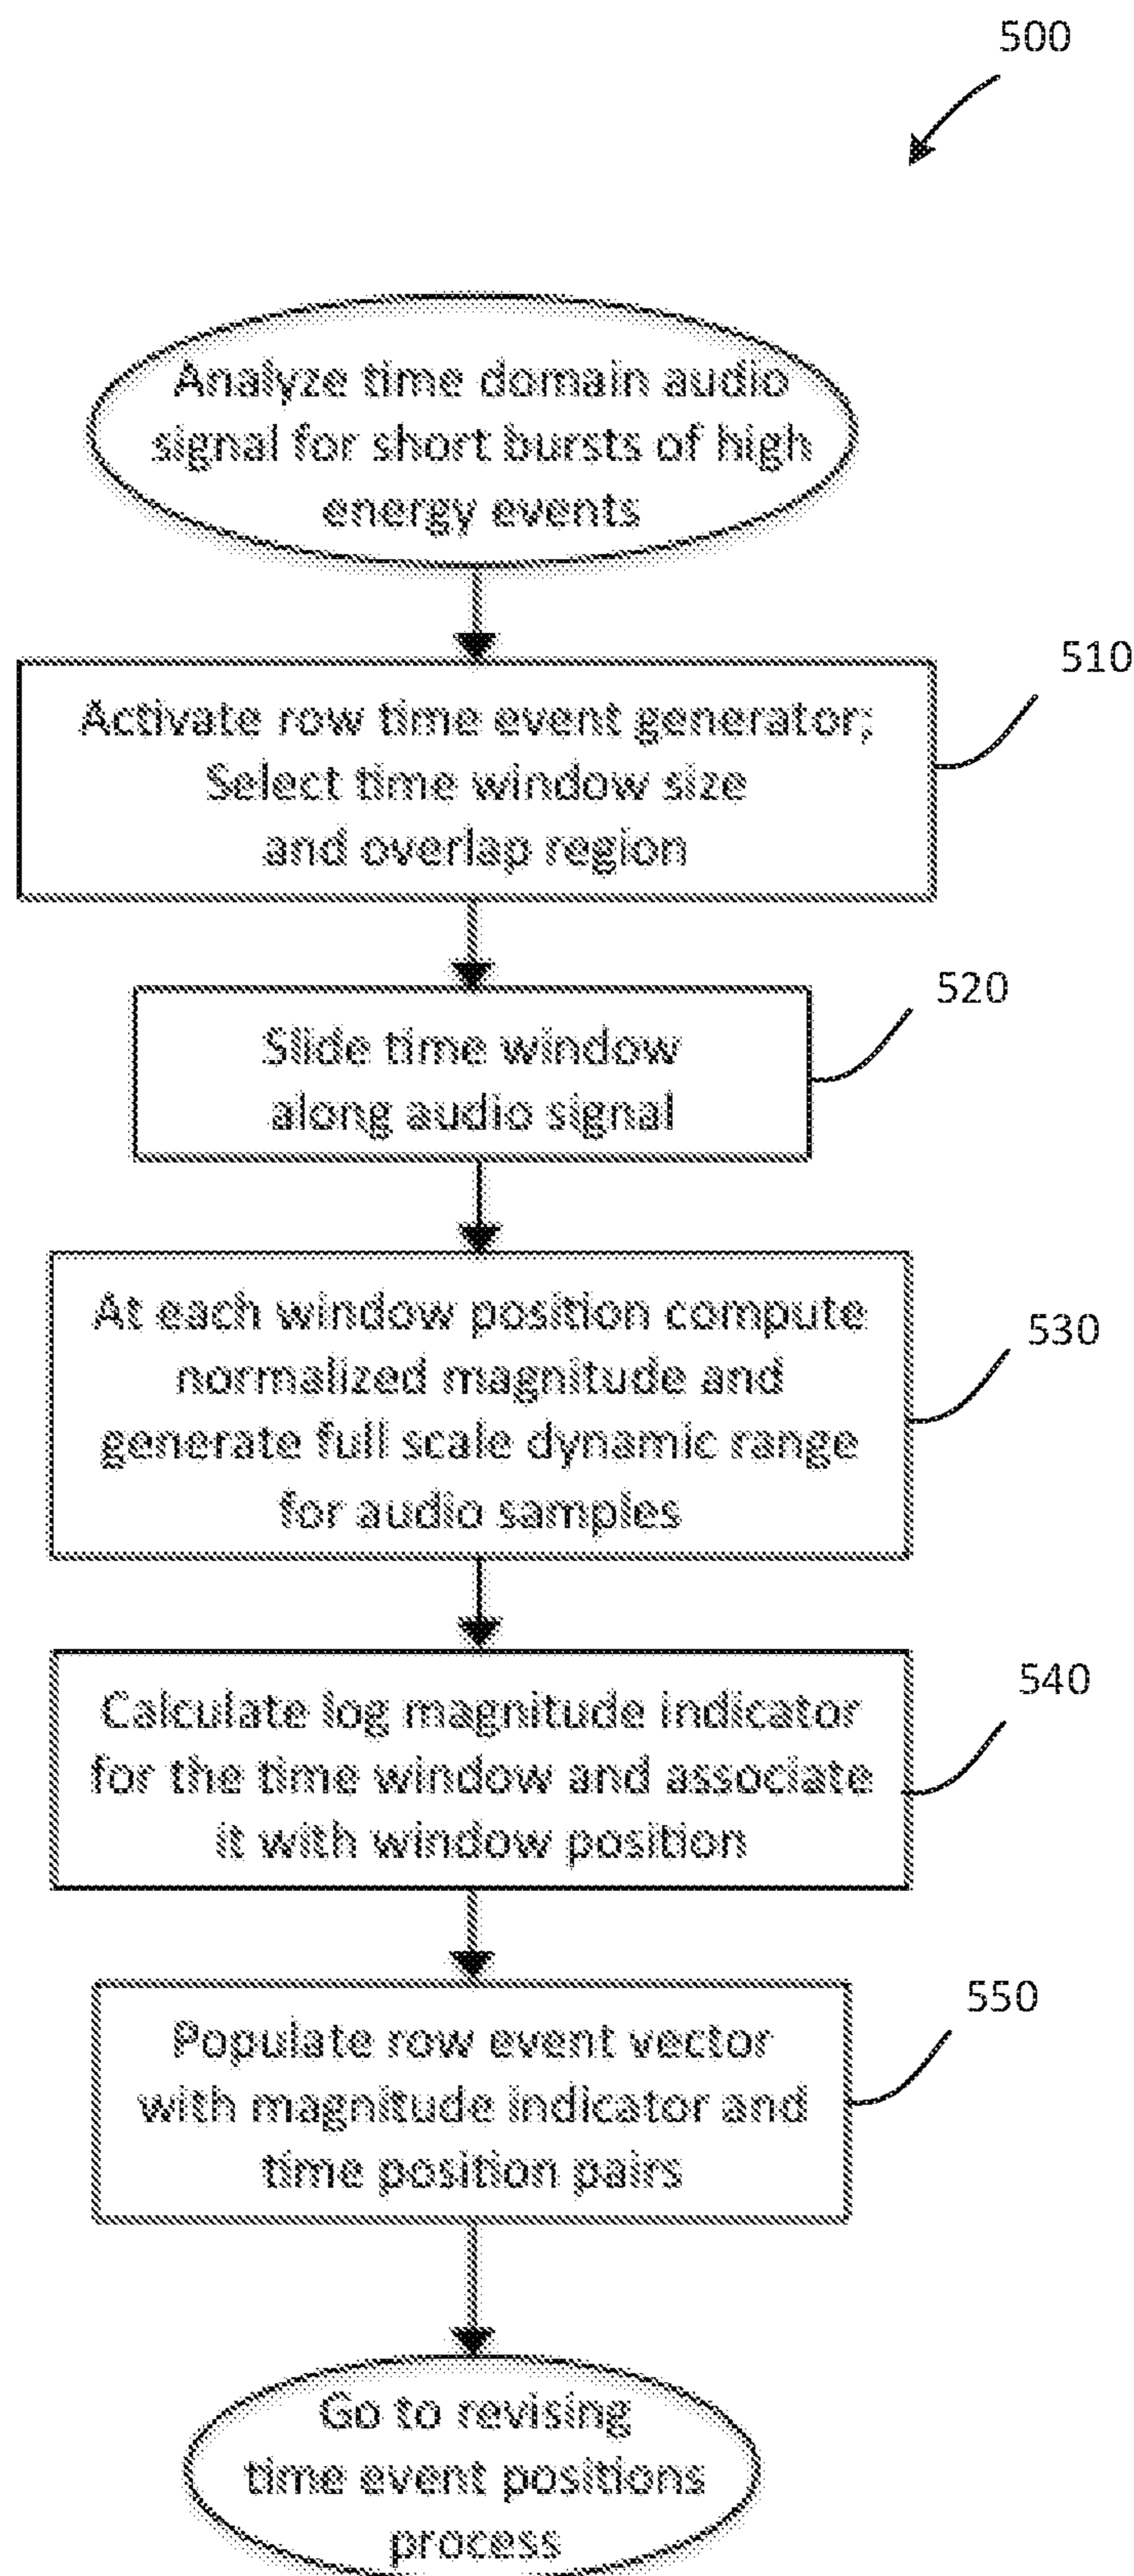 500
Analyze time domain audio
signal for short bursts of high
energy events
510
Activate row time event generator;
Select time window size
and overlap region
520
Slide time window
along audio signal
At each window position compute
530
normalized magnitude and
generate full scale dynamic range
for audio samples
540
Calculate log magnitude indicator
for the time window and associate
it with window position
550
Populate row event vector
with magnitude indicator and
time position pairs
Go to revising
time event positions
process